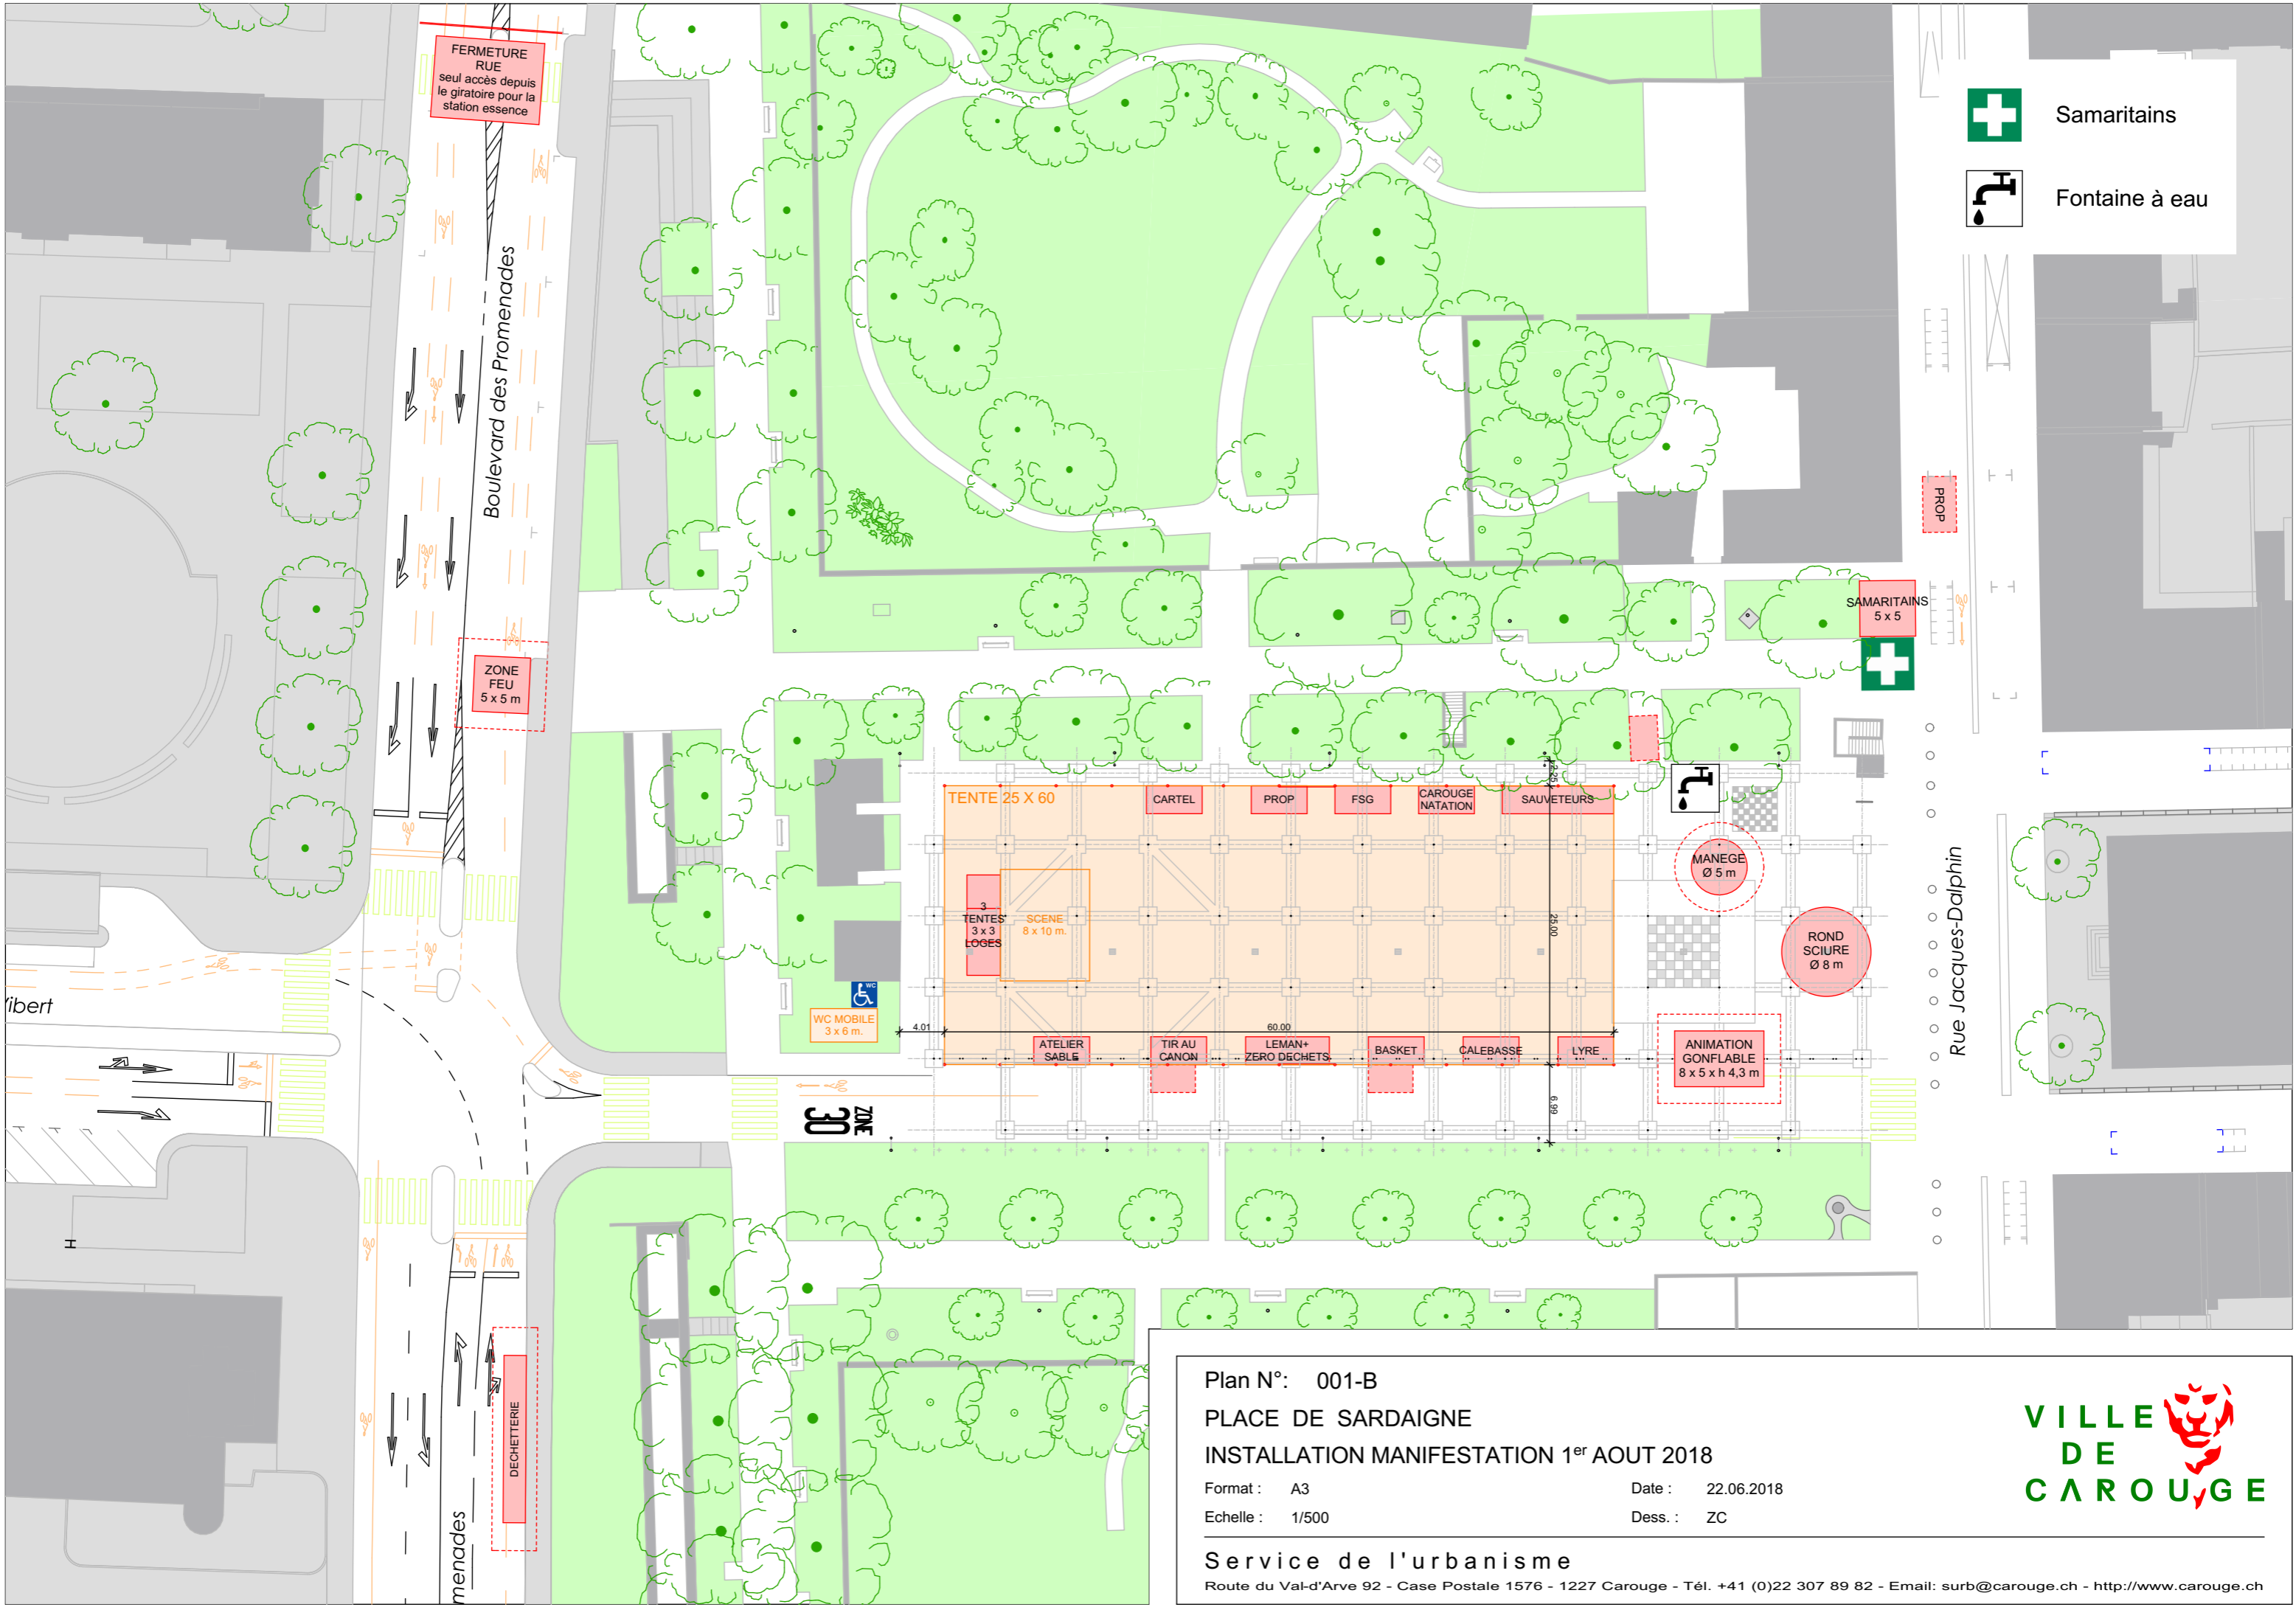 FERMETURE
RUE
seul accès depuis
le giratoire pour la
station essence
Samaritains
Fontaine à eau
Boulevard des Promenades
PROP
SAMARITAINS
5 x 5
ZONE
FEU
5 x 5 m
TENTE 25 X 60
CARTEL
PROP
FSG
CAROUGE
NATATION
SAUVETEURS
2.25
MANEGE
Ø 5 m
3
TENTES
3 x 3
LOGES
SCENE
8 x 10 m.
25.00
ROND
SCIURE
Ø 8 m
Rue Jacques-Dalphin
WC
WC MOBILE
3 x 6 m.
4.01
60.00
ATELIER
SABLE
TIR AU
CANON
LEMAN+
ZERO DECHETS
BASKET
CALEBASSE
LYRE
ANIMATION
GONFLABLE
8 x 5 x h 4,3 m
6.99
ibert
ZONE
30
H
DECHETTERIE
menades
Plan N°: 001-B
PLACE DE SARDAIGNE
INSTALLATION MANIFESTATION 1er AOUT 2018
Format : A3
Date : 22.06.2018
Echelle : 1/500
Dess. : ZC
VILLE
DE
CAROUGE
Service de l'urbanisme
Route du Val-d'Arve 92 - Case Postale 1576 - 1227 Carouge - Tél. +41 (0)22 307 89 82 - Email: surb@carouge.ch - http://www.carouge.ch